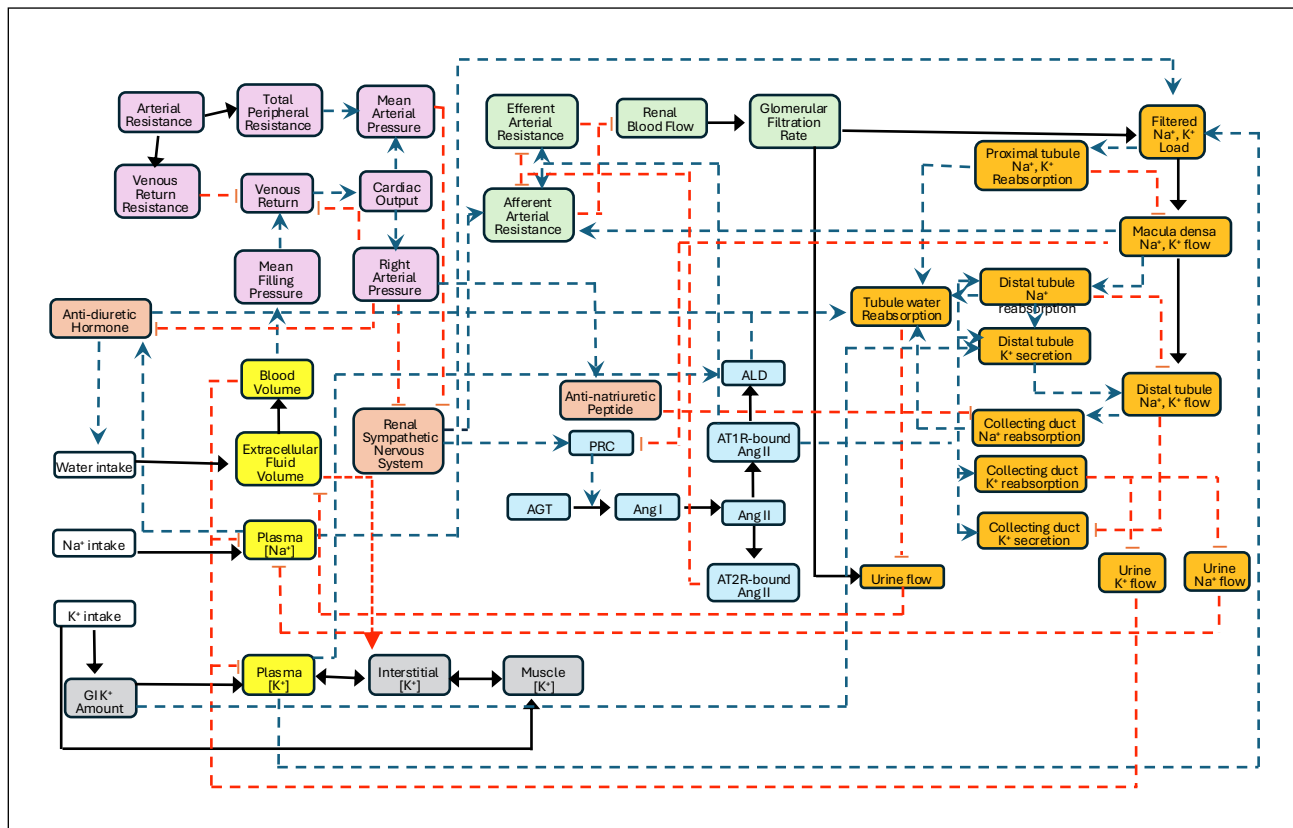 Arterial
Resistance
Total
Peripheral
Resistance
Mean
Arterial
Pressure
Efferent
Arterial
Resistance
Renal
Blood Flow
Glomerular
Filtration
Rate
Filtered
Na⁺, K⁺
Load
Proximal tubule
Na⁺, K⁺
Reabsorption
Venous
Return
Resistance
Venous
Return
Cardiac
Output
Afferent
Arterial
Resistance
Macula densa
Na⁺, K⁺ flow
Mean
Filling
Pressure
Right
Arterial
Pressure
Distal tubule
Na⁺
reabsorption
Tubule water
Reabsorption
Anti-diuretic
Hormone
Distal tubule
K⁺ secretion
Blood
Volume
ALD
Anti-natriuretic
Peptide
Distal tubule
Na⁺, K⁺ flow
Renal
Sympathetic
Nervous
System
Collecting duct
Na⁺ reabsorption
PRC
AT1R-bound
Ang II
Extracellular
Fluid
Volume
Water intake
Collecting duct
K⁺ reabsorption
AGT
Ang I
Ang II
Collecting duct
K⁺ secretion
Na⁺ intake
Plasma
[Na⁺]
AT2R-bound
Ang II
Urine flow
Urine
K⁺ flow
Urine
Na⁺ flow
K⁺ intake
GI K⁺
Amount
Plasma
[K⁺]
Interstitial
[K⁺]
Muscle
[K⁺]